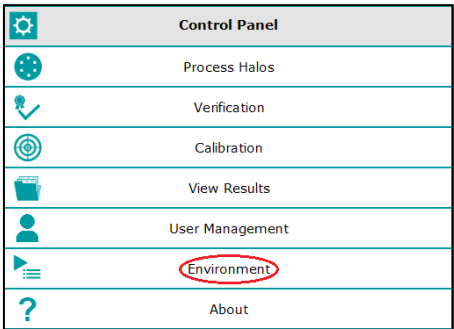 Control Panel
Process Halos
Verification
Calibration
View Results
User Management
Environment
About